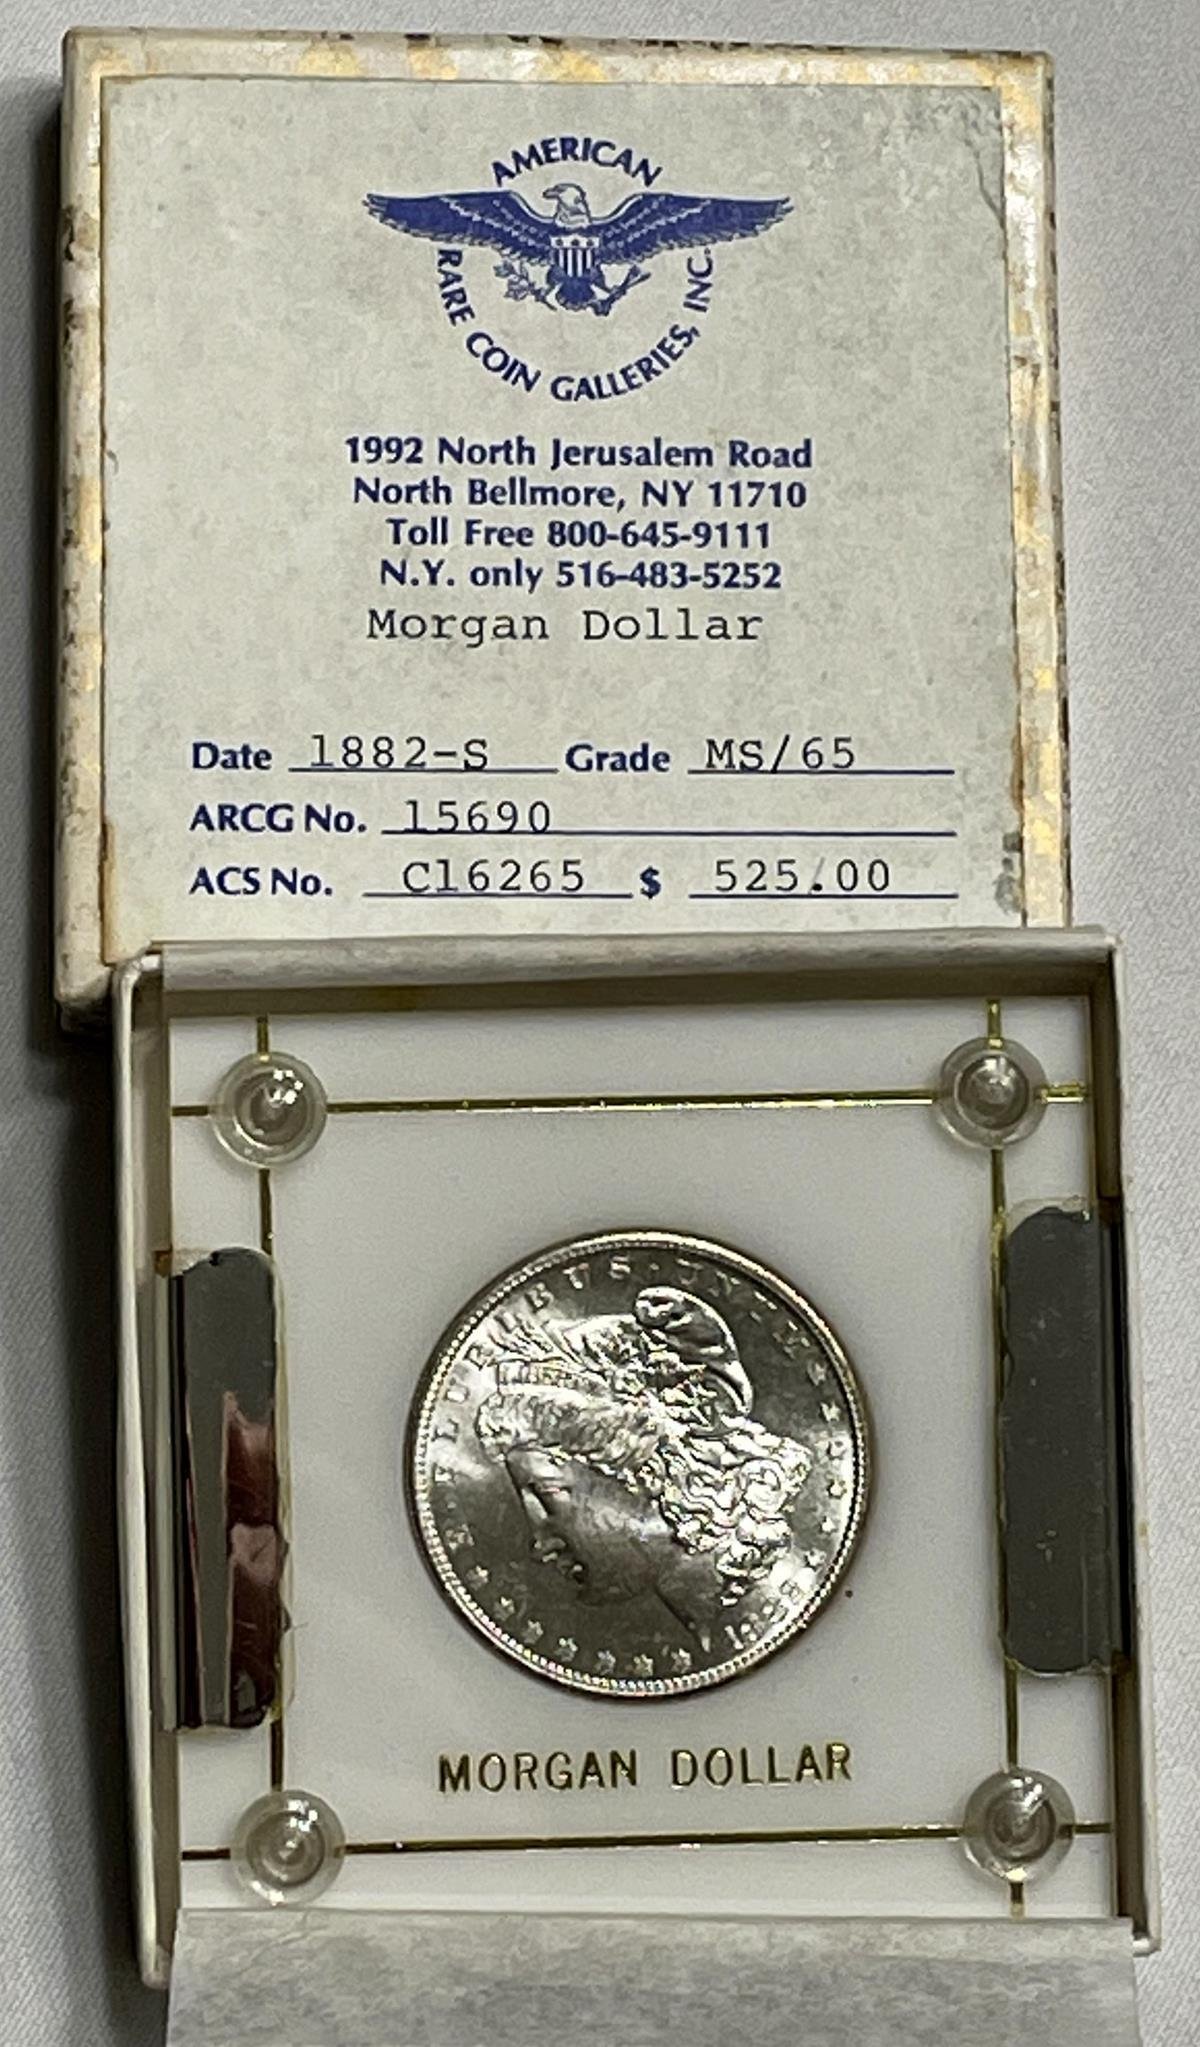 AMERICAN
RARE COIN GALLERIES, INC.
1992 North Jerusalem Road
North Bellmore, NY 11710
Toll Free 800-645-9111
N.Y. only 516-483-5252
Morgan Dollar
Date 1882-S Grade MS/65
ARCG No. 15690
ACS No. C16265 $ 525.00
E·PLURIBUS·UNUM
LIBERTY
MORGAN DOLLAR